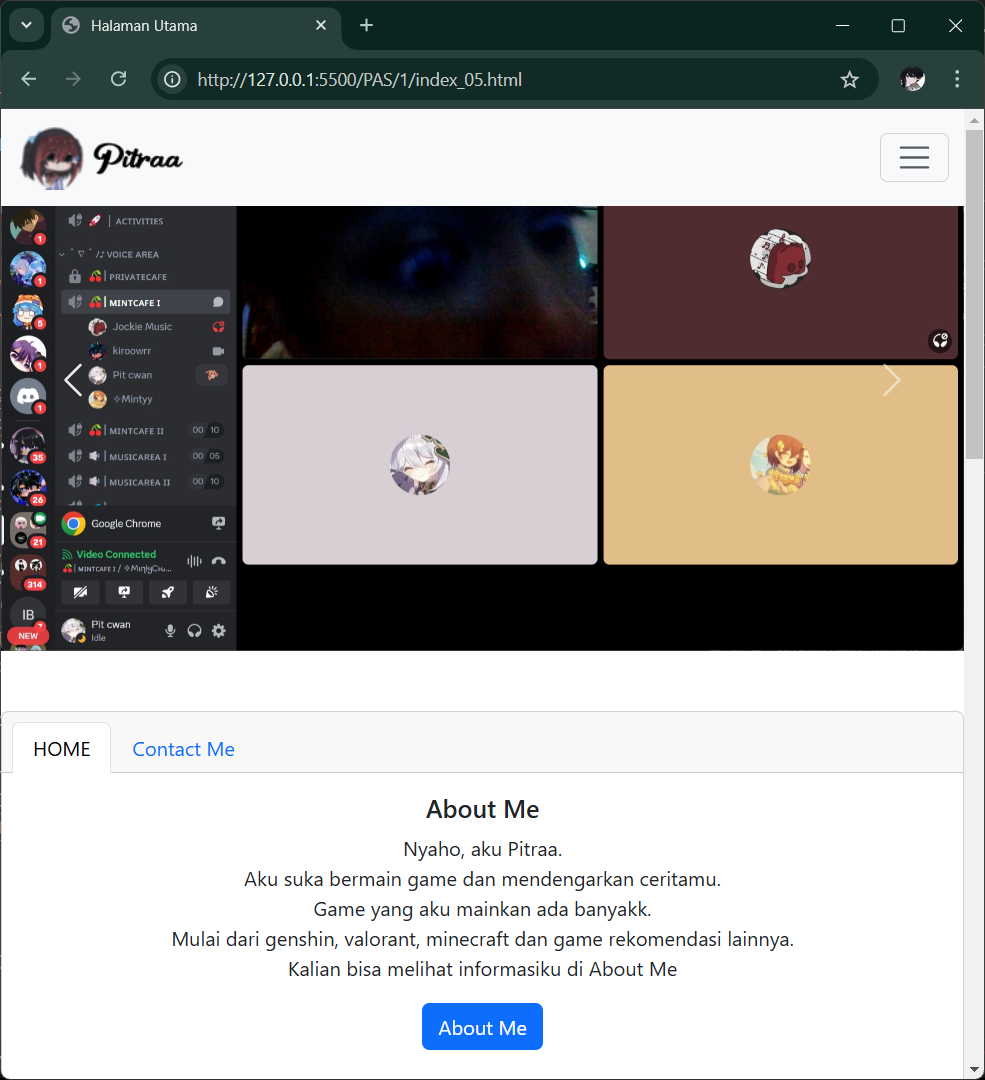 Halaman Utama
http://127.0.0.1:5500/PAS/1/index_05.html
Pitraa
| ACTIVITIES
VOICE AREA
| PRIVATECAFE
| MINTCAFE I
Jockie Music
kiroowrr
Pit cwan
✧Mintyy
| MINTCAFE II 00 10
| MUSICAREA I 00 05
| MUSICAREA II 00 10
Google Chrome
Video Connected
| MINTCAFE I /
Pit cwan
Idle
1
1
5
1
1
35
26
21
314
IB
NEW
HOME
Contact Me
About Me
Nyaho, aku Pitraa.
Aku suka bermain game dan mendengarkan ceritamu.
Game yang aku mainkan ada banyakk.
Mulai dari genshin, valorant, minecraft dan game rekomendasi lainnya.
Kalian bisa melihat informasiku di About Me
About Me